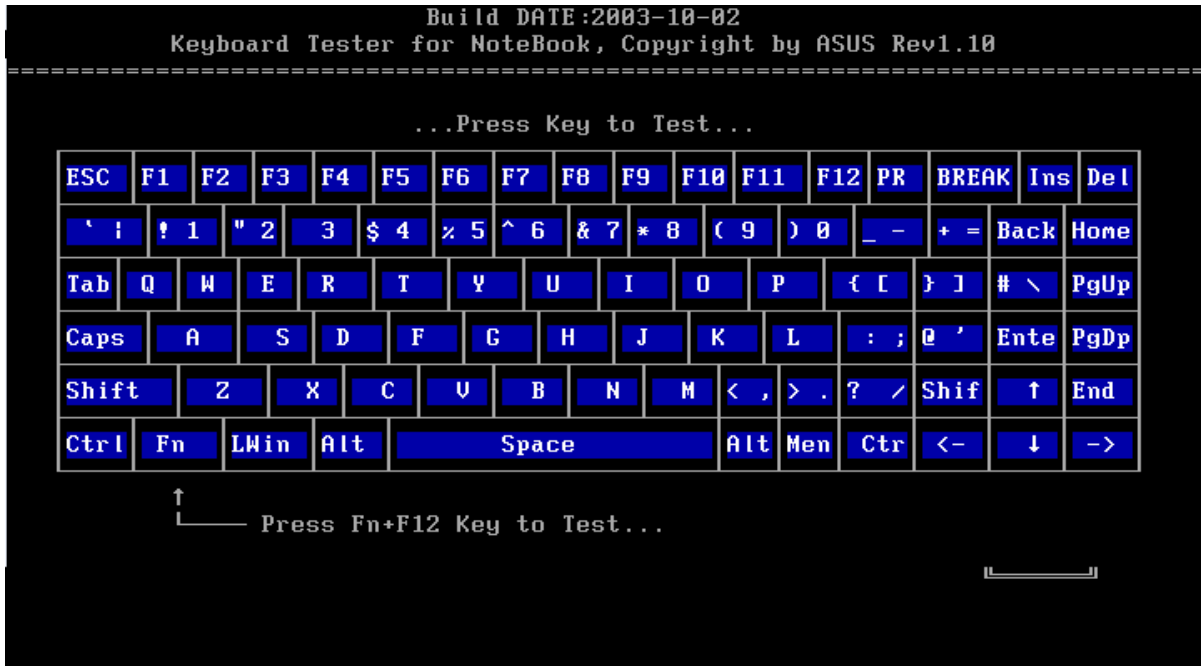 Build DATE:2003-10-02
Keyboard Tester for NoteBook, Copyright by ASUS Rev1.10
...Press Key to Test...
ESC F1 F2 F3 F4 F5 F6 F7 F8 F9 F10 F11 F12 PR BREAK Ins Del
` ¦ ! 1 " 2 3 $ 4 % 5 ^ 6 & 7 * 8 ( 9 ) 0 _ - + = Back Home
Tab Q W E R T Y U I O P { [ } ] # \ PgUp
Caps A S D F G H J K L : ; @ ' Ente PgDp
Shift Z X C V B N M < , > . ? / Shif ↑ End
Ctrl Fn LWin Alt Space Alt Men Ctr <- ↓ ->
↑
Press Fn+F12 Key to Test...